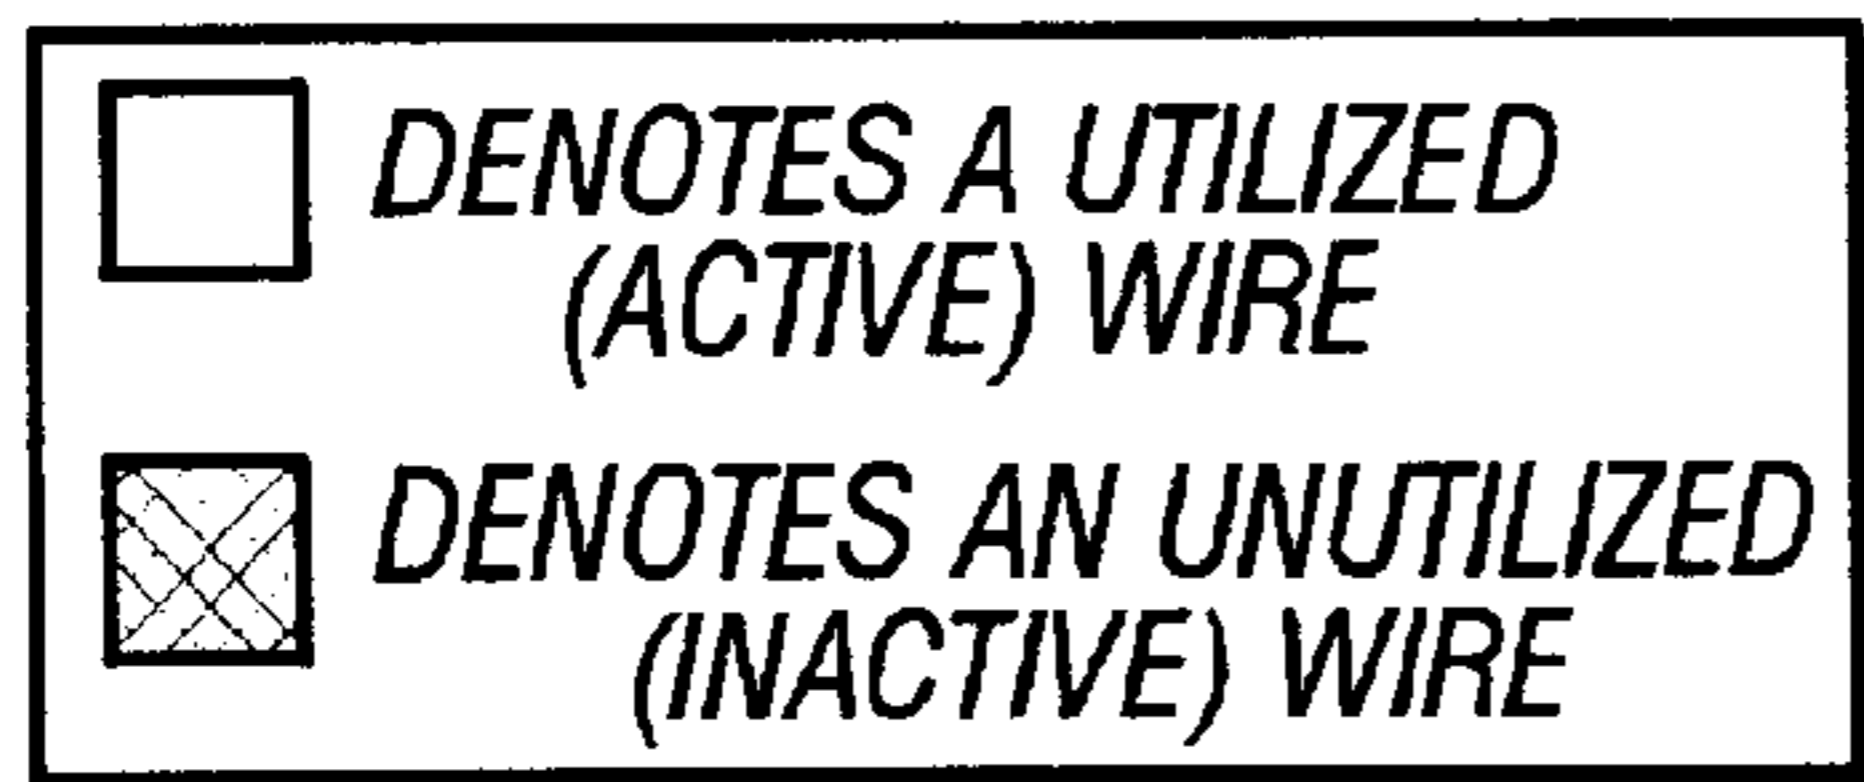 DENOTES A UTILIZED
(ACTIVE) WIRE
DENOTES AN UNUTILIZED
(INACTIVE) WIRE